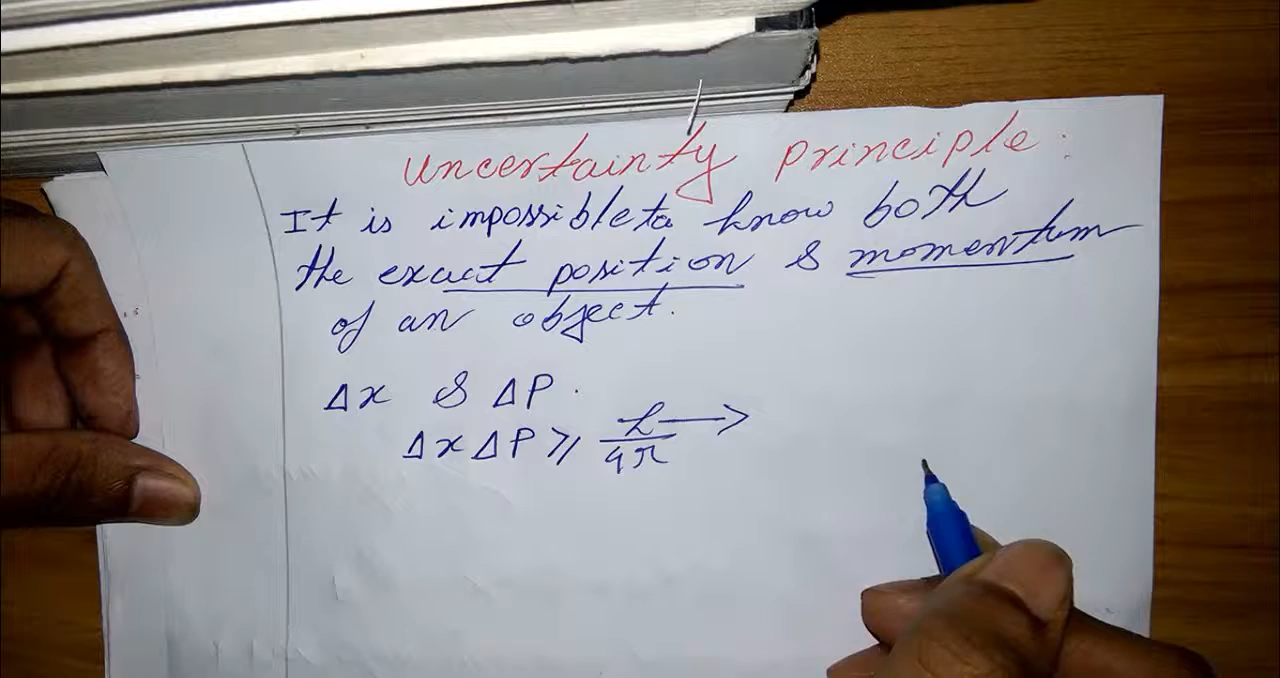 Uncertainty principle:
It is impossible to know both
the exact position & momentum
of an object.
Δx & ΔP.
Δx ΔP ≥ h/4π →